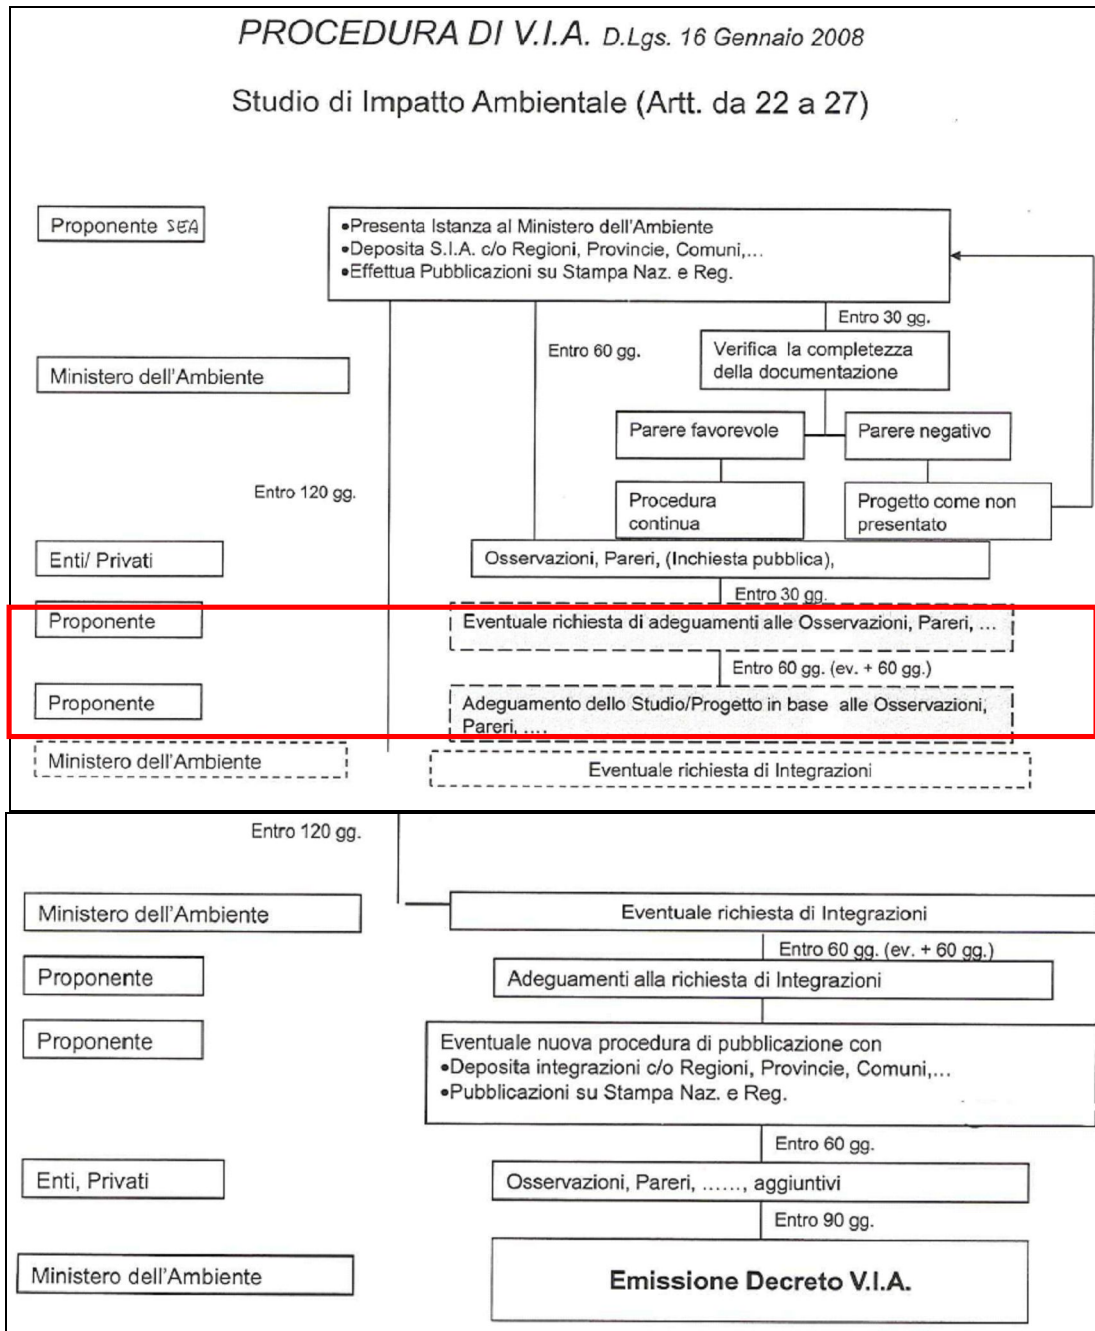 PROCEDURA DI V.I.A. D.Lgs. 16 Gennaio 2008
Studio di Impatto Ambientale (Artt. da 22 a 27)
Proponente SEA
•Presenta Istanza al Ministero dell'Ambiente
•Deposita S.I.A. c/o Regioni, Provincie, Comuni,...
•Effettua Pubblicazioni su Stampa Naz. e Reg.
Entro 30 gg.
Entro 60 gg.
Verifica la completezza
della documentazione
Ministero dell'Ambiente
Parere favorevole
Parere negativo
Entro 120 gg.
Procedura
continua
Progetto come non
presentato
Enti/ Privati
Osservazioni, Pareri, (Inchiesta pubblica),
Entro 30 gg.
Proponente
Eventuale richiesta di adeguamenti alle Osservazioni, Pareri, ...
Entro 60 gg. (ev. + 60 gg.)
Proponente
Adeguamento dello Studio/Progetto in base alle Osservazioni,
Pareri, ....
Ministero dell'Ambiente
Eventuale richiesta di Integrazioni
Entro 120 gg.
Ministero dell'Ambiente
Eventuale richiesta di Integrazioni
Entro 60 gg. (ev. + 60 gg.)
Proponente
Adeguamenti alla richiesta di Integrazioni
Proponente
Eventuale nuova procedura di pubblicazione con
•Deposita integrazioni c/o Regioni, Provincie, Comuni,...
•Pubblicazioni su Stampa Naz. e Reg.
Entro 60 gg.
Enti, Privati
Osservazioni, Pareri, ......, aggiuntivi
Entro 90 gg.
Ministero dell'Ambiente
Emissione Decreto V.I.A.